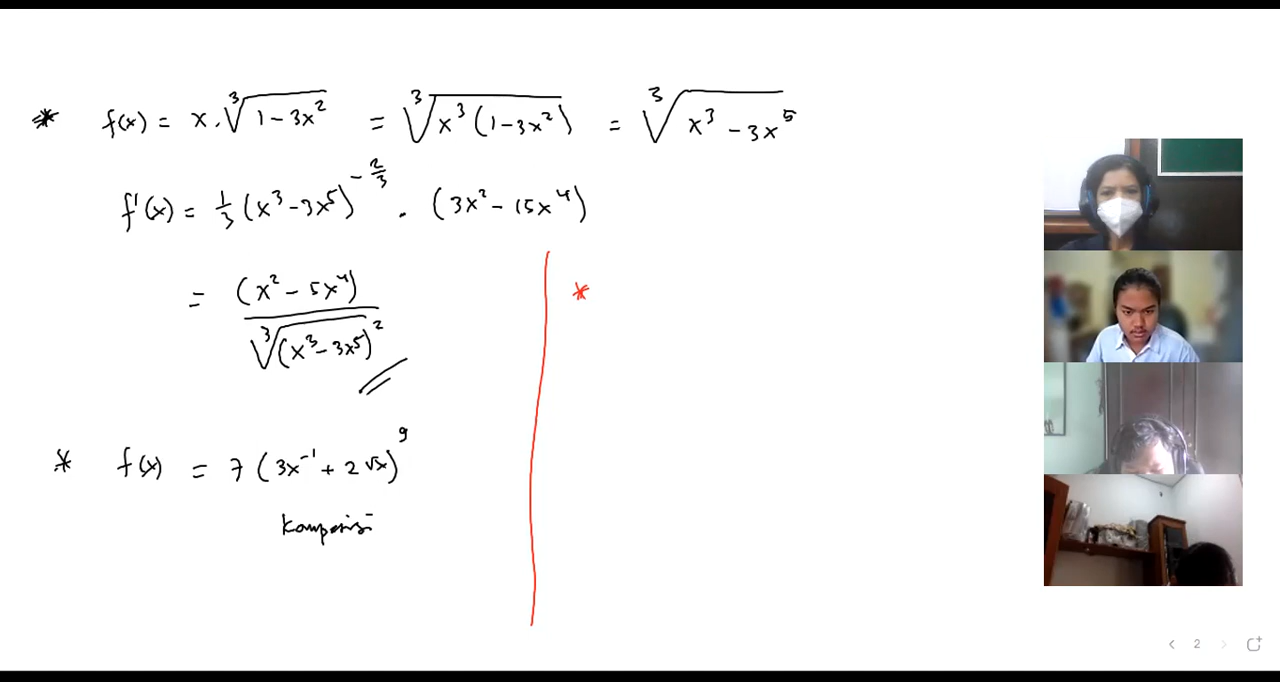 * f(x) = x . ∛(1 - 3x²) = ∛(x³ (1 - 3x²)) = ∛(x³ - 3x⁵)
f'(x) = 1/3 (x³ - 3x⁵)^(-2/3) . (3x² - 15x⁴)
= (x² - 5x⁴) / ∛(x³ - 3x⁵)²
*
* f(x) = 7 (3x⁻¹ + 2√x)⁹
Komposisi
2